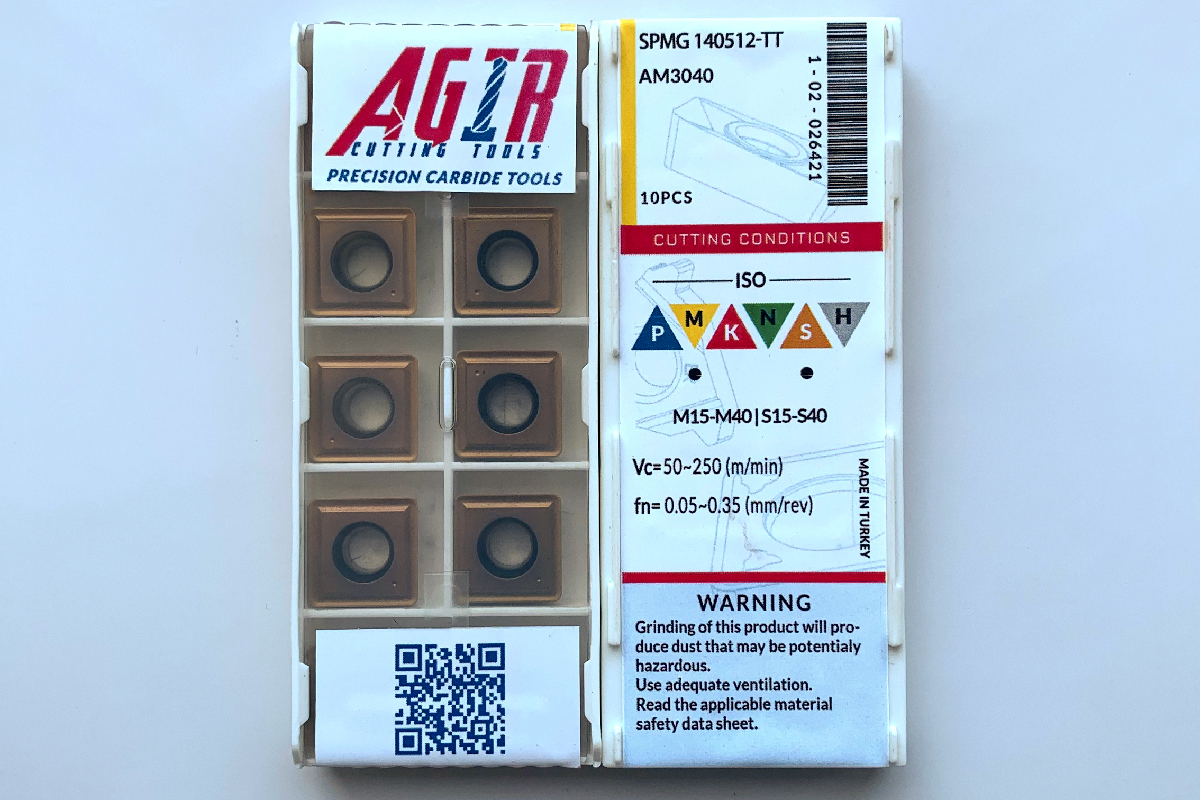 AGIR
CUTTING TOOLS
PRECISION CARBIDE TOOLS
SPMG 140512-TT
AM3040
10PCS
1 - 02 - 026421
CUTTING CONDITIONS
ISO
P M K N S H
M15-M40|S15-S40
Vc= 50~250 (m/min)
fn= 0.05~0.35 (mm/rev)
MADE IN TURKEY
WARNING
Grinding of this product will pro-
duce dust that may be potentialy
hazardous.
Use adequate ventilation.
Read the applicable material
safety data sheet.